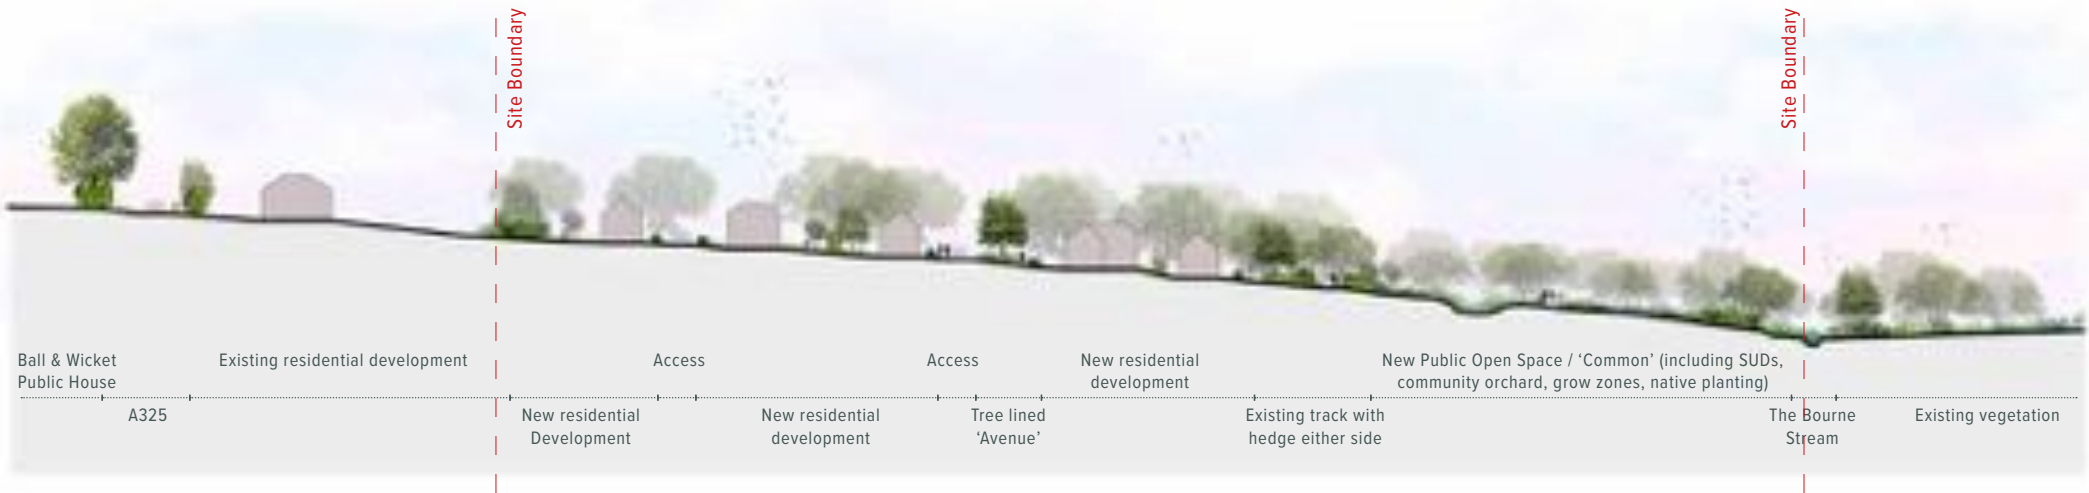 Site Boundary
Site Boundary
Ball & Wicket
Public House
Existing residential development
Access
Access
New residential
development
New Public Open Space / ‘Common’ (including SUDs,
community orchard, grow zones, native planting)
A325
New residential
Development
New residential
development
Tree lined
‘Avenue’
Existing track with
hedge either side
The Bourne
Stream
Existing vegetation